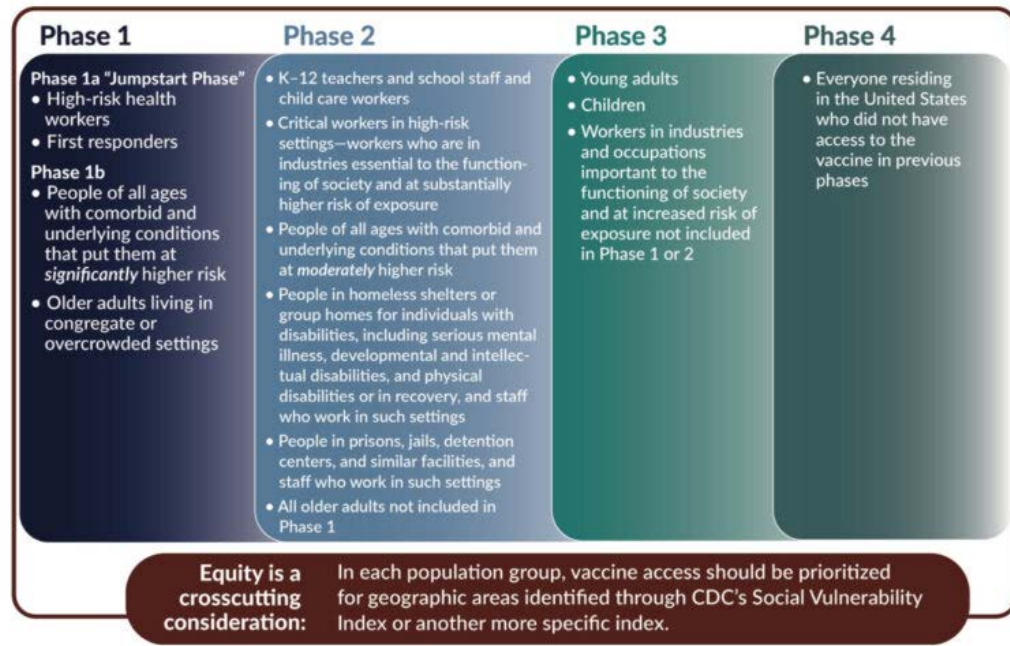 Phase 1
Phase 1a “Jumpstart Phase”
• High-risk health
workers
• First responders
Phase 1b
• People of all ages
with comorbid and
underlying conditions
that put them at
significantly higher risk
• Older adults living in
congregate or
overcrowded settings
Phase 2
• K–12 teachers and school staff and
child care workers
• Critical workers in high-risk
settings—workers who are in
industries essential to the function-
ing of society and at substantially
higher risk of exposure
• People of all ages with comorbid and
underlying conditions that put them
at moderately higher risk
• People in homeless shelters or
group homes for individuals with
disabilities, including serious mental
illness, developmental and intellec-
tual disabilities, and physical
disabilities or in recovery, and staff
who work in such settings
• People in prisons, jails, detention
centers, and similar facilities, and
staff who work in such settings
• All older adults not included in
Phase 1
Phase 3
• Young adults
• Children
• Workers in industries
and occupations
important to the
functioning of society
and at increased risk of
exposure not included
in Phase 1 or 2
Phase 4
• Everyone residing
in the United States
who did not have
access to the
vaccine in previous
phases
Equity is a
crosscutting
consideration:
In each population group, vaccine access should be prioritized
for geographic areas identified through CDC’s Social Vulnerability
Index or another more specific index.